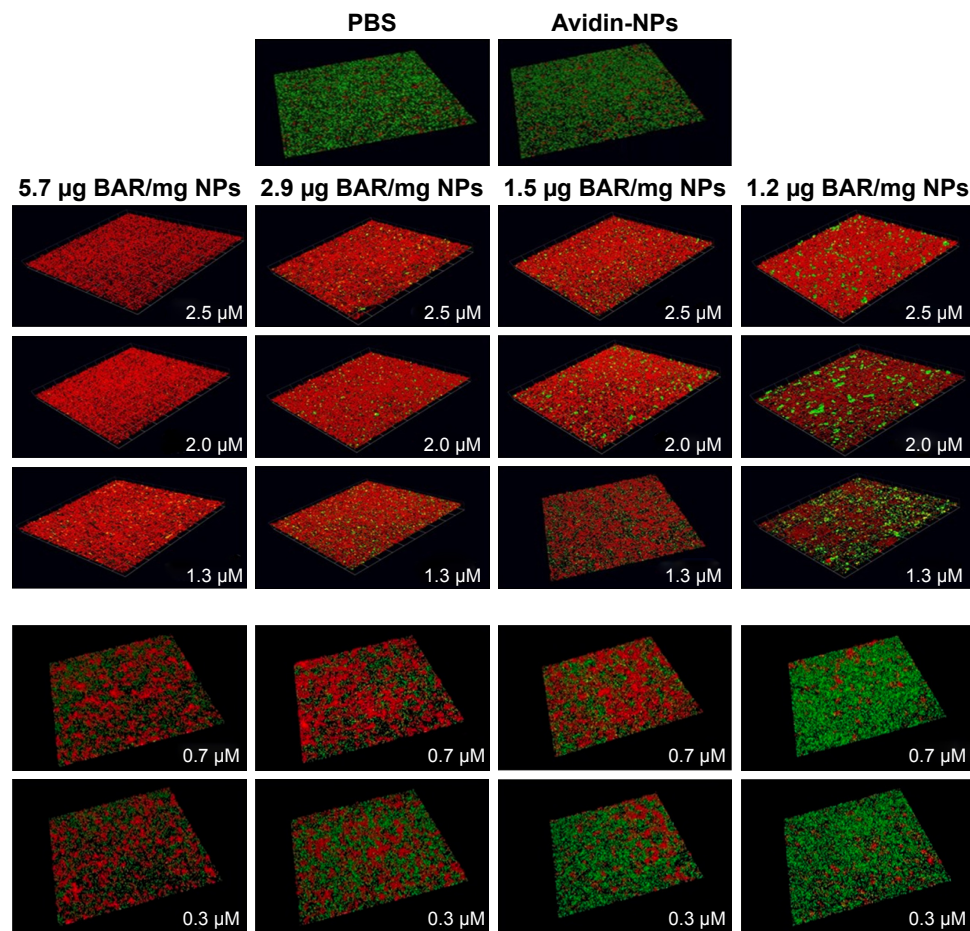 PBS Avidin-NPs
5.7 µg BAR/mg NPs 2.9 µg BAR/mg NPs 1.5 µg BAR/mg NPs 1.2 µg BAR/mg NPs
2.5 µM 2.5 µM 2.5 µM 2.5 µM
2.0 µM 2.0 µM 2.0 µM 2.0 µM
1.3 µM 1.3 µM 1.3 µM 1.3 µM
0.7 µM 0.7 µM 0.7 µM 0.7 µM
0.3 µM 0.3 µM 0.3 µM 0.3 µM